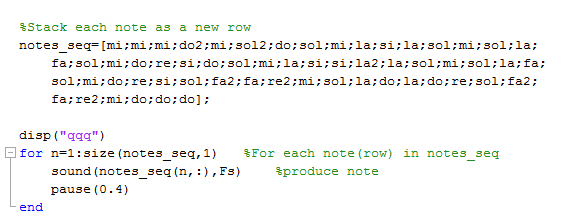 %Stack each note as a new row
notes_seq=[mi;mi;mi;do2;mi;sol2;do;sol;mi;la;si;la;sol;mi;sol;la;
fa;sol;mi;do;re;si;do;sol;mi;la;si;si;la2;la;sol;mi;sol;la;fa;
sol;mi;do;re;si;sol;fa2;fa;re2;mi;sol;la;do;la;do;re;sol;fa2;
fa;re2;mi;do;do;do];
disp("qqq")
for n=1:size(notes_seq,1) %For each note(row) in notes_seq
sound(notes_seq(n,:),Fs) %produce note
pause(0.4)
end